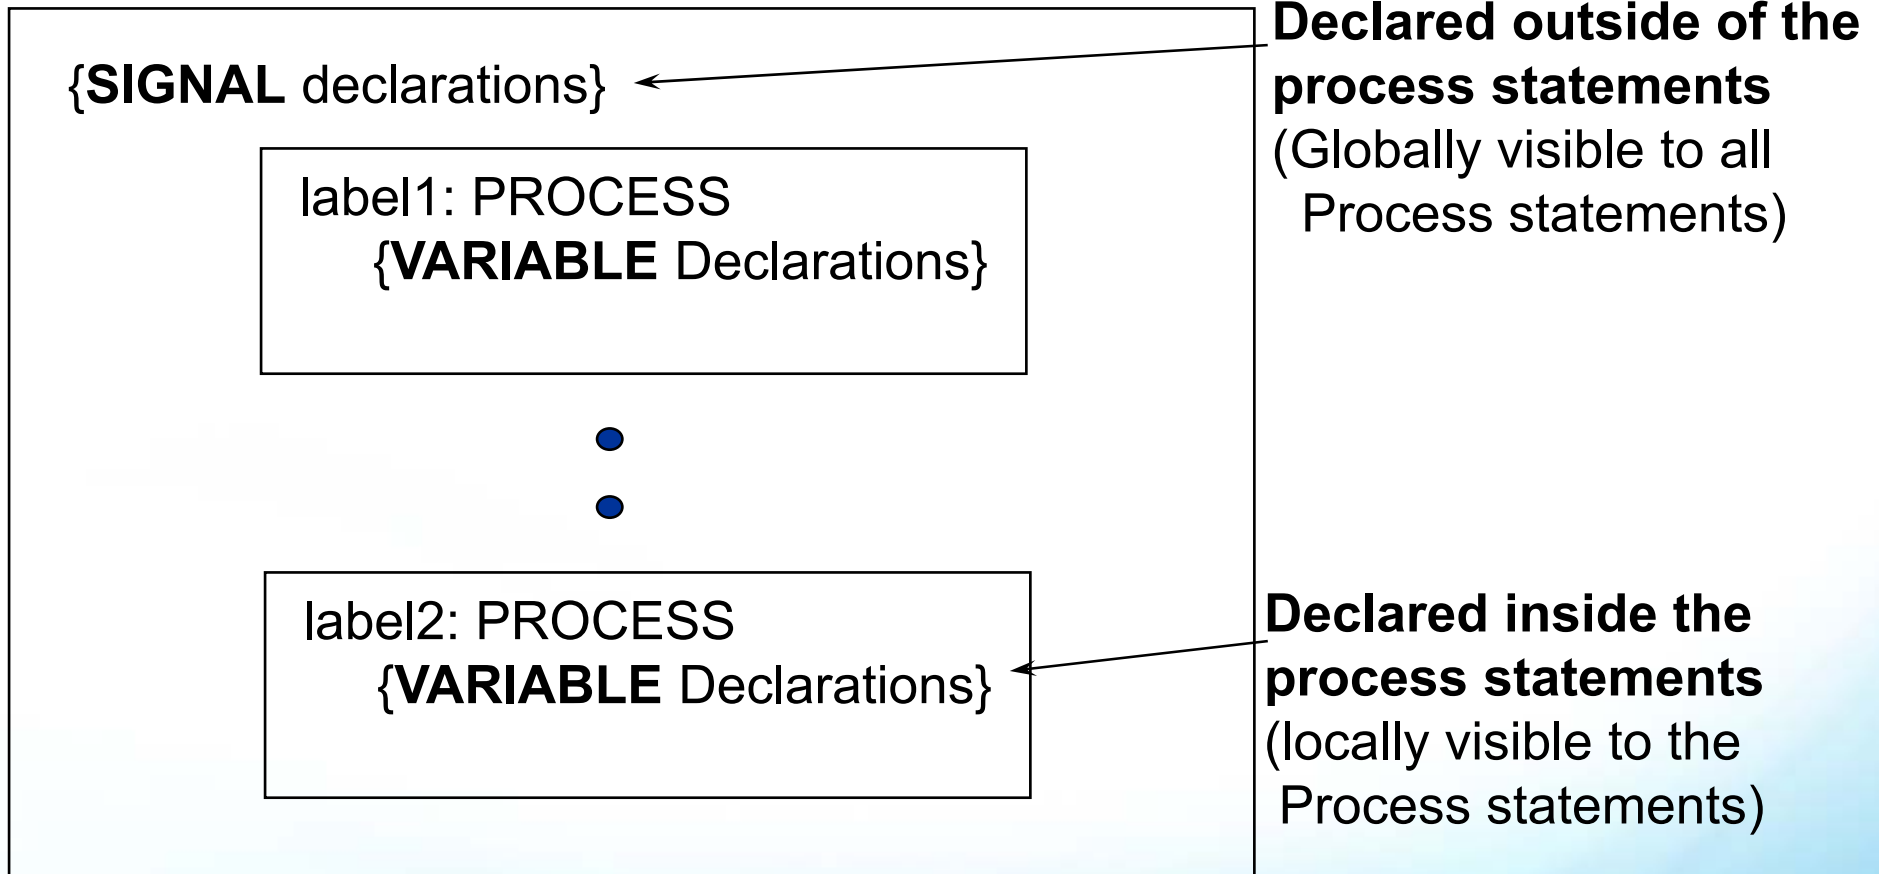 {SIGNAL declarations}
label1: PROCESS
{VARIABLE Declarations}
label2: PROCESS
{VARIABLE Declarations}
Declared outside of the
process statements
(Globally visible to all
Process statements)
Declared inside the
process statements
(locally visible to the
Process statements)